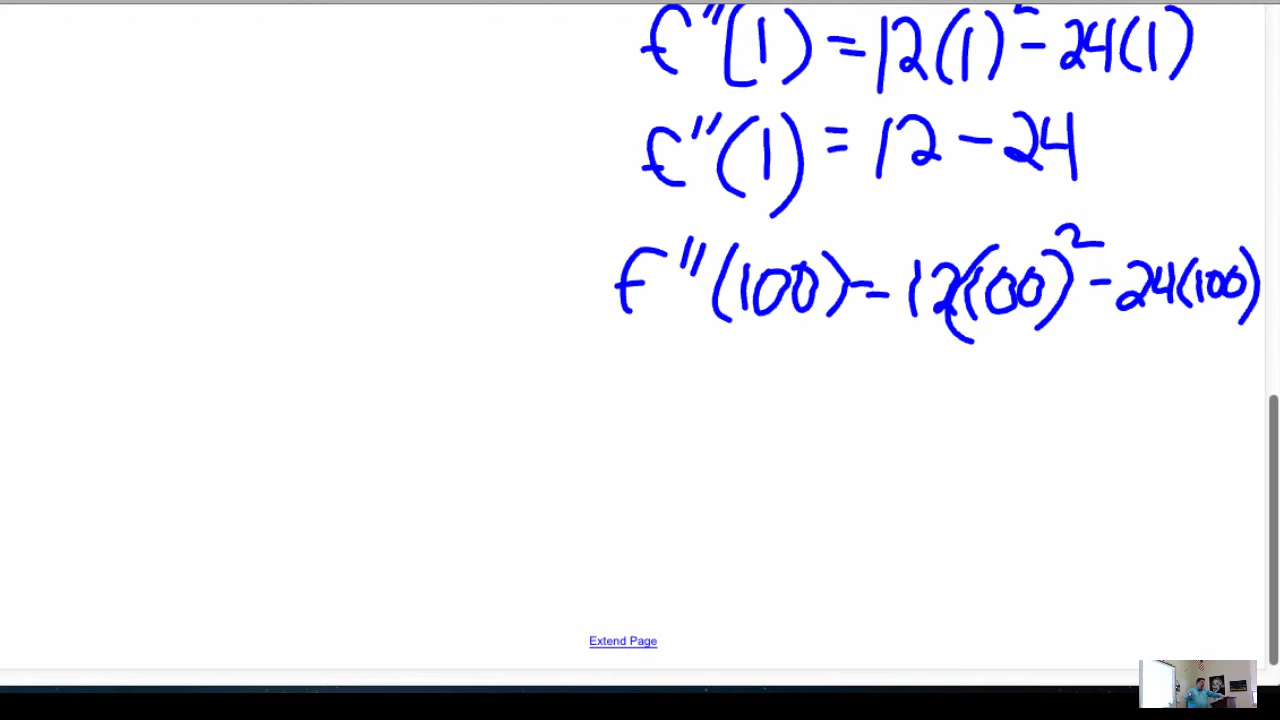 f''(1) = 12(1)² - 24(1)
f''(1) = 12 - 24
f''(100) = 12(100)² - 24(100)
Extend Page